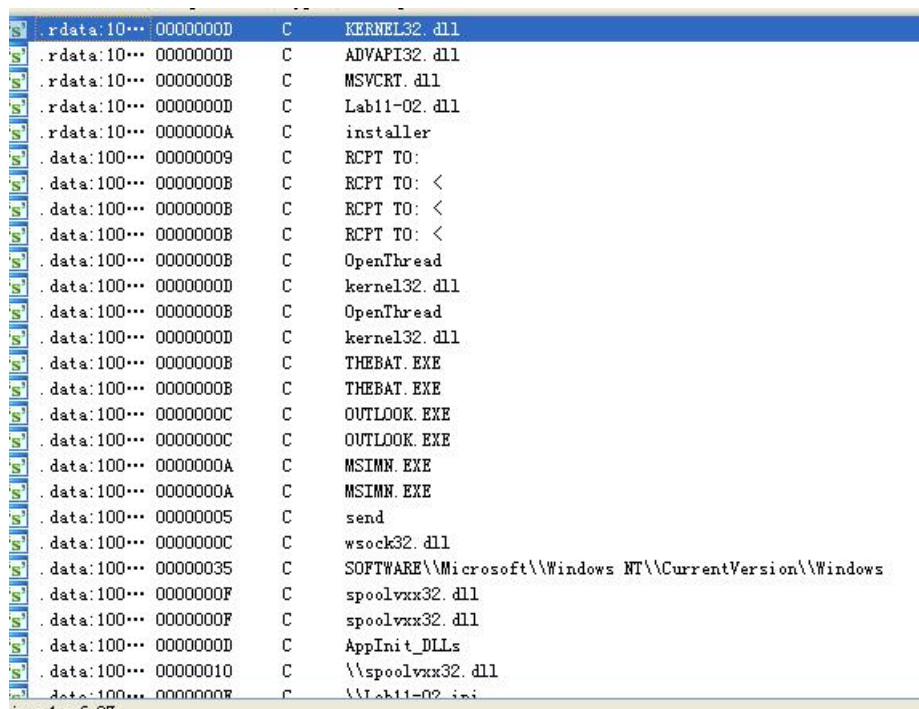 .rdata:10… 0000000D C KERNEL32.dll
.rdata:10… 0000000D C ADVAPI32.dll
.rdata:10… 0000000B C MSVCRT.dll
.rdata:10… 0000000D C Lab11-02.dll
.rdata:10… 0000000A C installer
.data:100… 00000009 C RCPT TO:
.data:100… 0000000B C RCPT TO: <
.data:100… 0000000B C RCPT TO: <
.data:100… 0000000B C RCPT TO: <
.data:100… 0000000B C OpenThread
.data:100… 0000000D C kernel32.dll
.data:100… 0000000B C OpenThread
.data:100… 0000000D C kernel32.dll
.data:100… 0000000B C THEBAT.EXE
.data:100… 0000000B C THEBAT.EXE
.data:100… 0000000C C OUTLOOK.EXE
.data:100… 0000000C C OUTLOOK.EXE
.data:100… 0000000A C MSIMN.EXE
.data:100… 0000000A C MSIMN.EXE
.data:100… 00000005 C send
.data:100… 0000000C C wsock32.dll
.data:100… 00000035 C SOFTWARE\\Microsoft\\Windows NT\\CurrentVersion\\Windows
.data:100… 0000000F C spoolvxx32.dll
.data:100… 0000000F C spoolvxx32.dll
.data:100… 0000000D C AppInit_DLLs
.data:100… 00000010 C \\spoolvxx32.dll
.data:100… C \\Lab11-02.ini